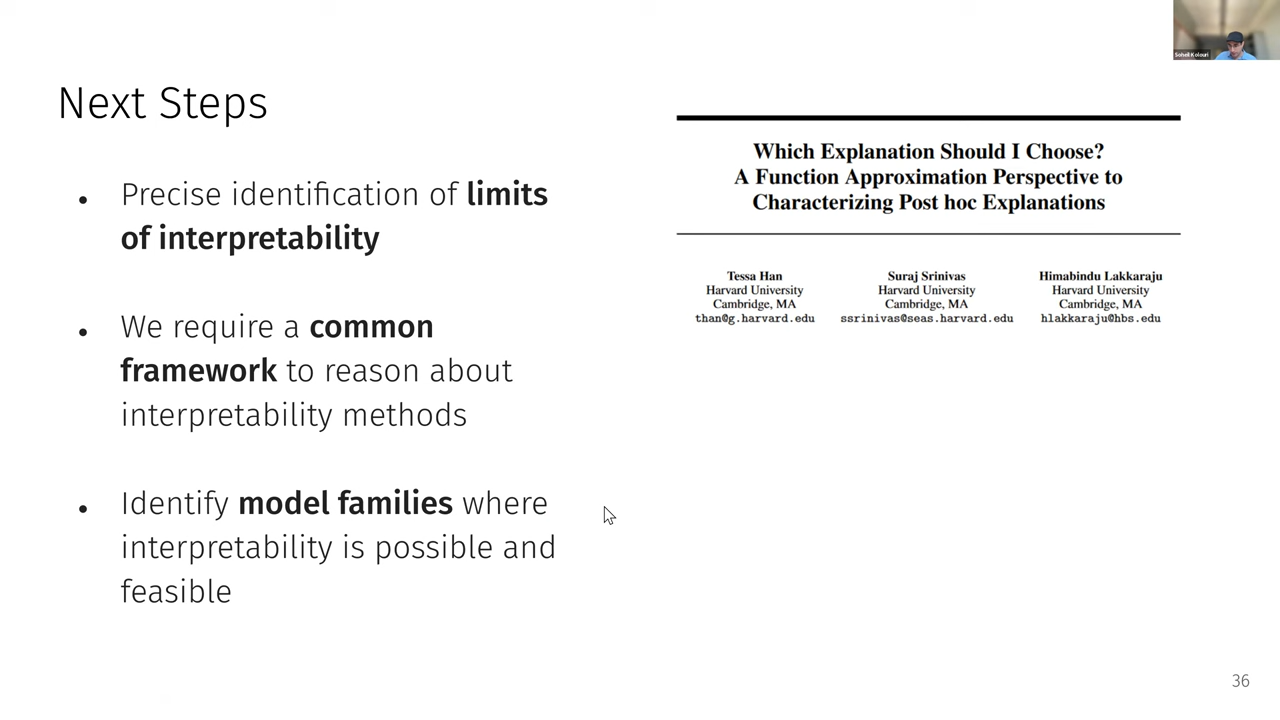 Soheil Kolouri
Next Steps
• Precise identification of limits
of interpretability
• We require a common
framework to reason about
interpretability methods
• Identify model families where
interpretability is possible and
feasible
Which Explanation Should I Choose?
A Function Approximation Perspective to
Characterizing Post hoc Explanations
Tessa Han Suraj Srinivas Himabindu Lakkaraju
Harvard University Harvard University Harvard University
Cambridge, MA Cambridge, MA Cambridge, MA
than@g.harvard.edu ssrinivas@seas.harvard.edu hlakkaraju@hbs.edu
36